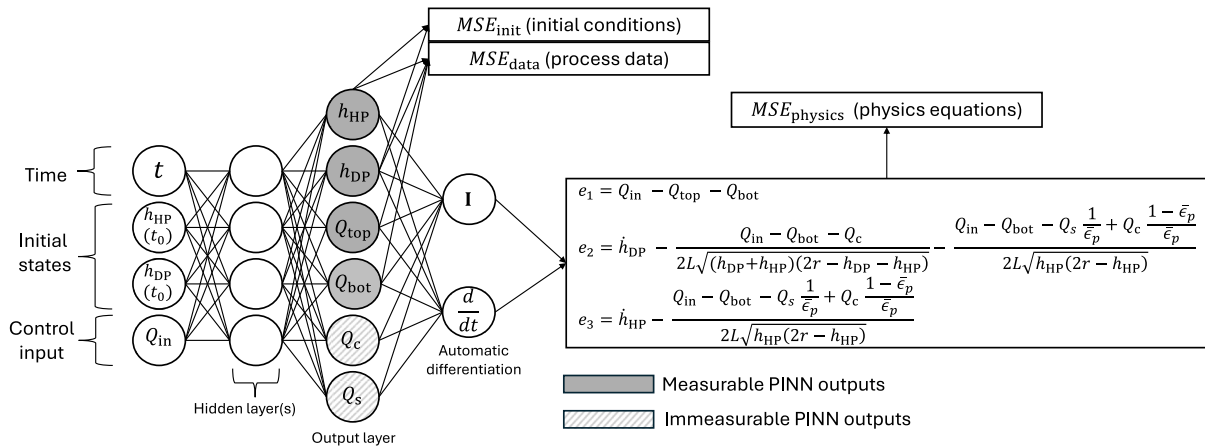 MSE_init (initial conditions)
MSE_data (process data)
MSE_physics (physics equations)
Time
Initial states
Control input
t
h_HP (t_0)
h_DP (t_0)
Q_in
Hidden layer(s)
h_HP
h_DP
Q_top
Q_bot
Q_c
Q_s
Output layer
I
d/dt
Automatic differentiation
e_1 = Q_in − Q_top − Q_bot
e_2 = ḣ_DP − (Q_in − Q_bot − Q_c)/(2L√((h_DP+h_HP)(2r − h_DP − h_HP))) − (Q_in − Q_bot − Q_s 1/ϵ̄_p + Q_c (1 − ϵ̄_p)/ϵ̄_p)/(2L√(h_HP(2r − h_HP)))
e_3 = ḣ_HP − (Q_in − Q_bot − Q_s 1/ϵ̄_p + Q_c (1 − ϵ̄_p)/ϵ̄_p)/(2L√(h_HP(2r − h_HP)))
Measurable PINN outputs
Immeasurable PINN outputs